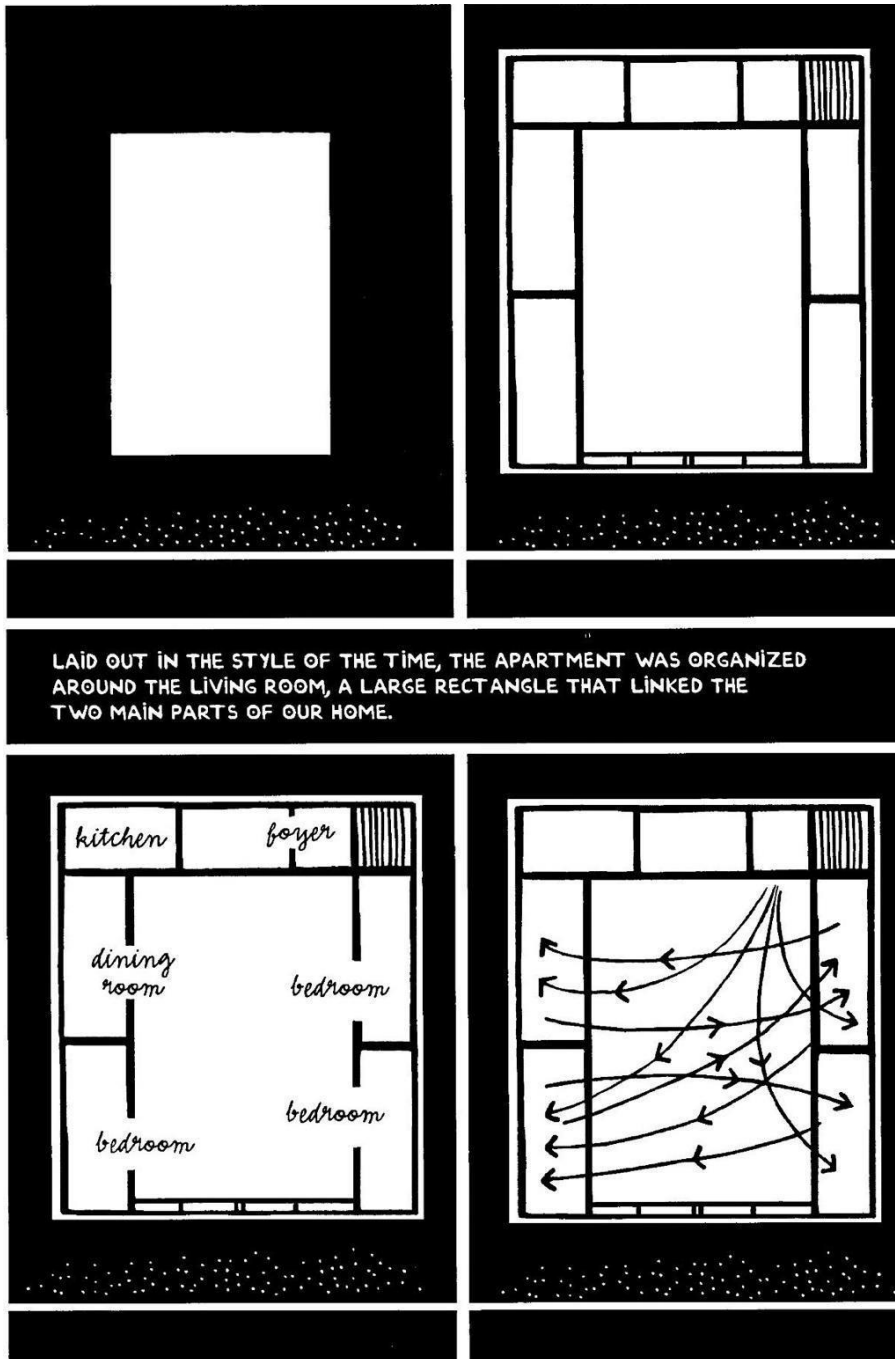 LAID OUT IN THE STYLE OF THE TIME, THE APARTMENT WAS ORGANIZED
AROUND THE LIVING ROOM, A LARGE RECTANGLE THAT LINKED THE
TWO MAIN PARTS OF OUR HOME.
kitchen
foyer
dining
room
bedroom
bedroom
bedroom